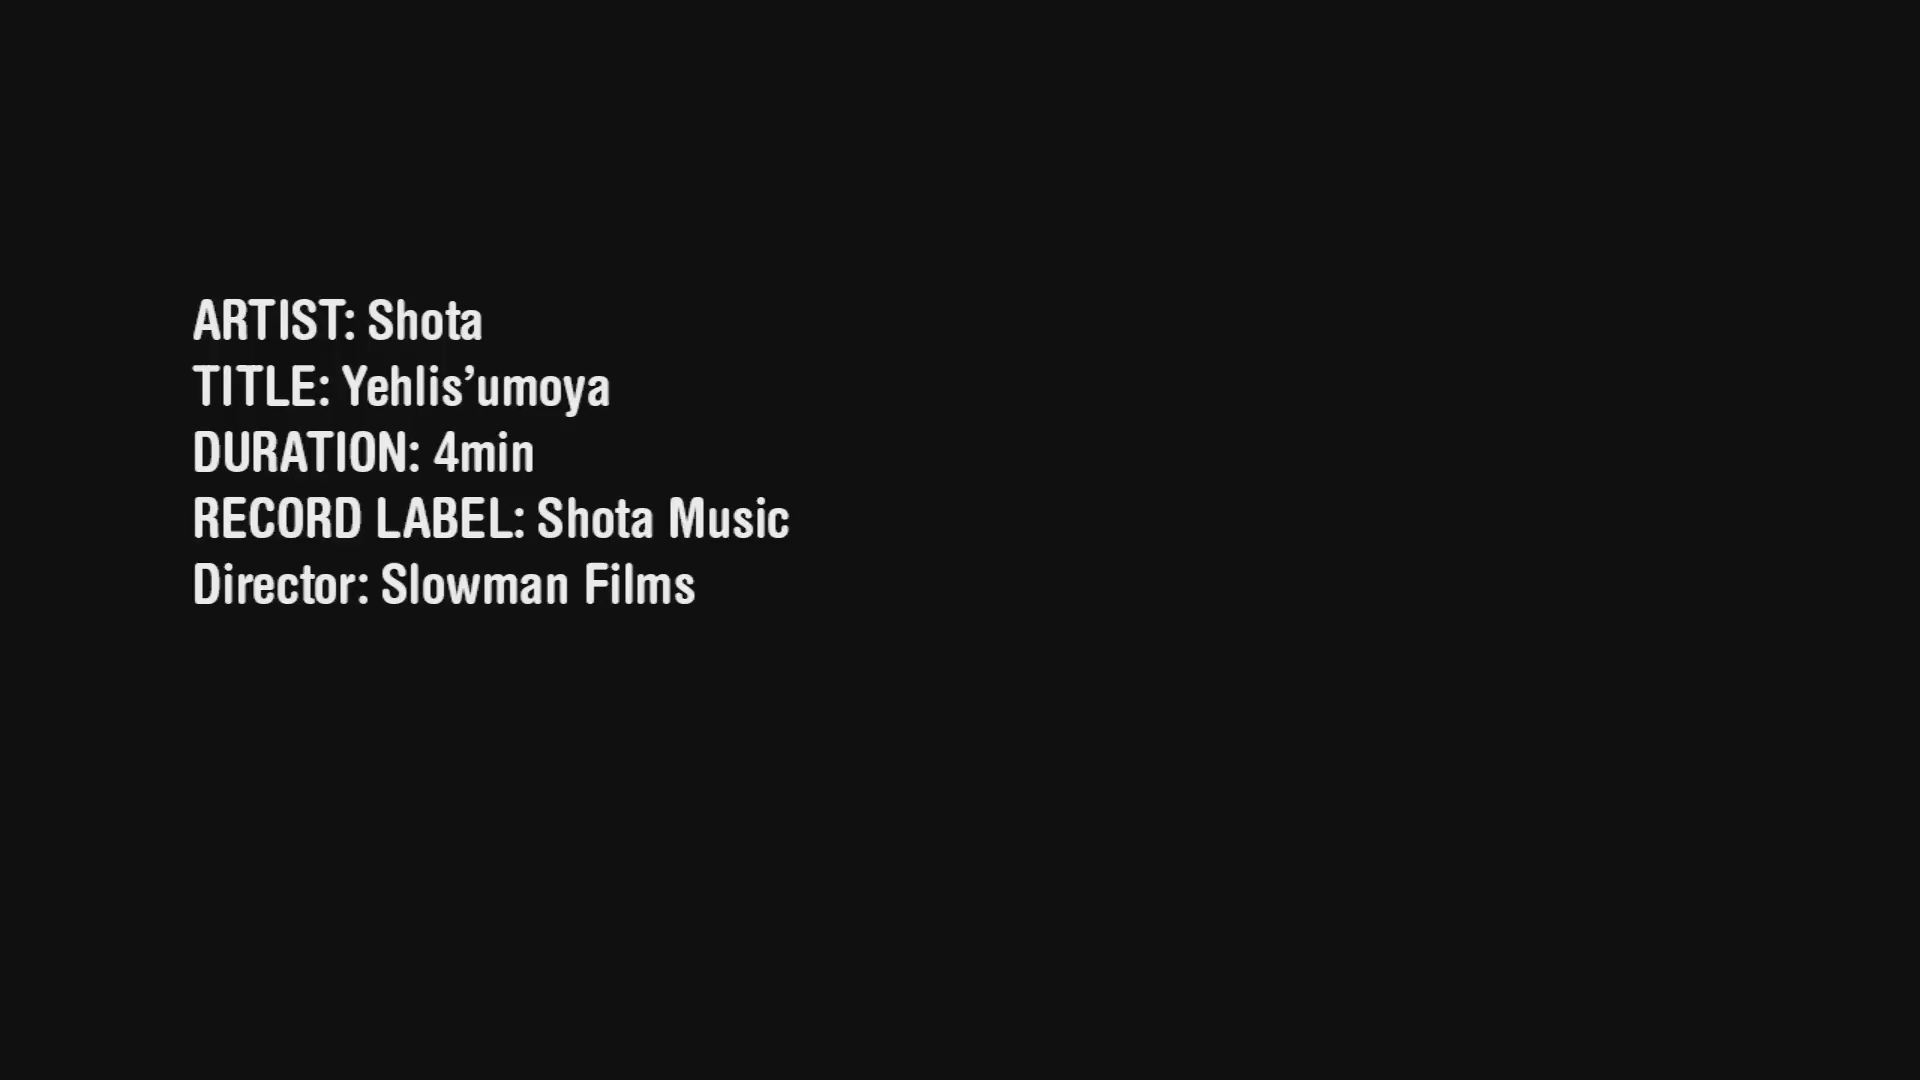 ARTIST: Shota
TITLE: Yehlis’umoya
DURATION: 4min
RECORD LABEL: Shota Music
Director: Slowman Films